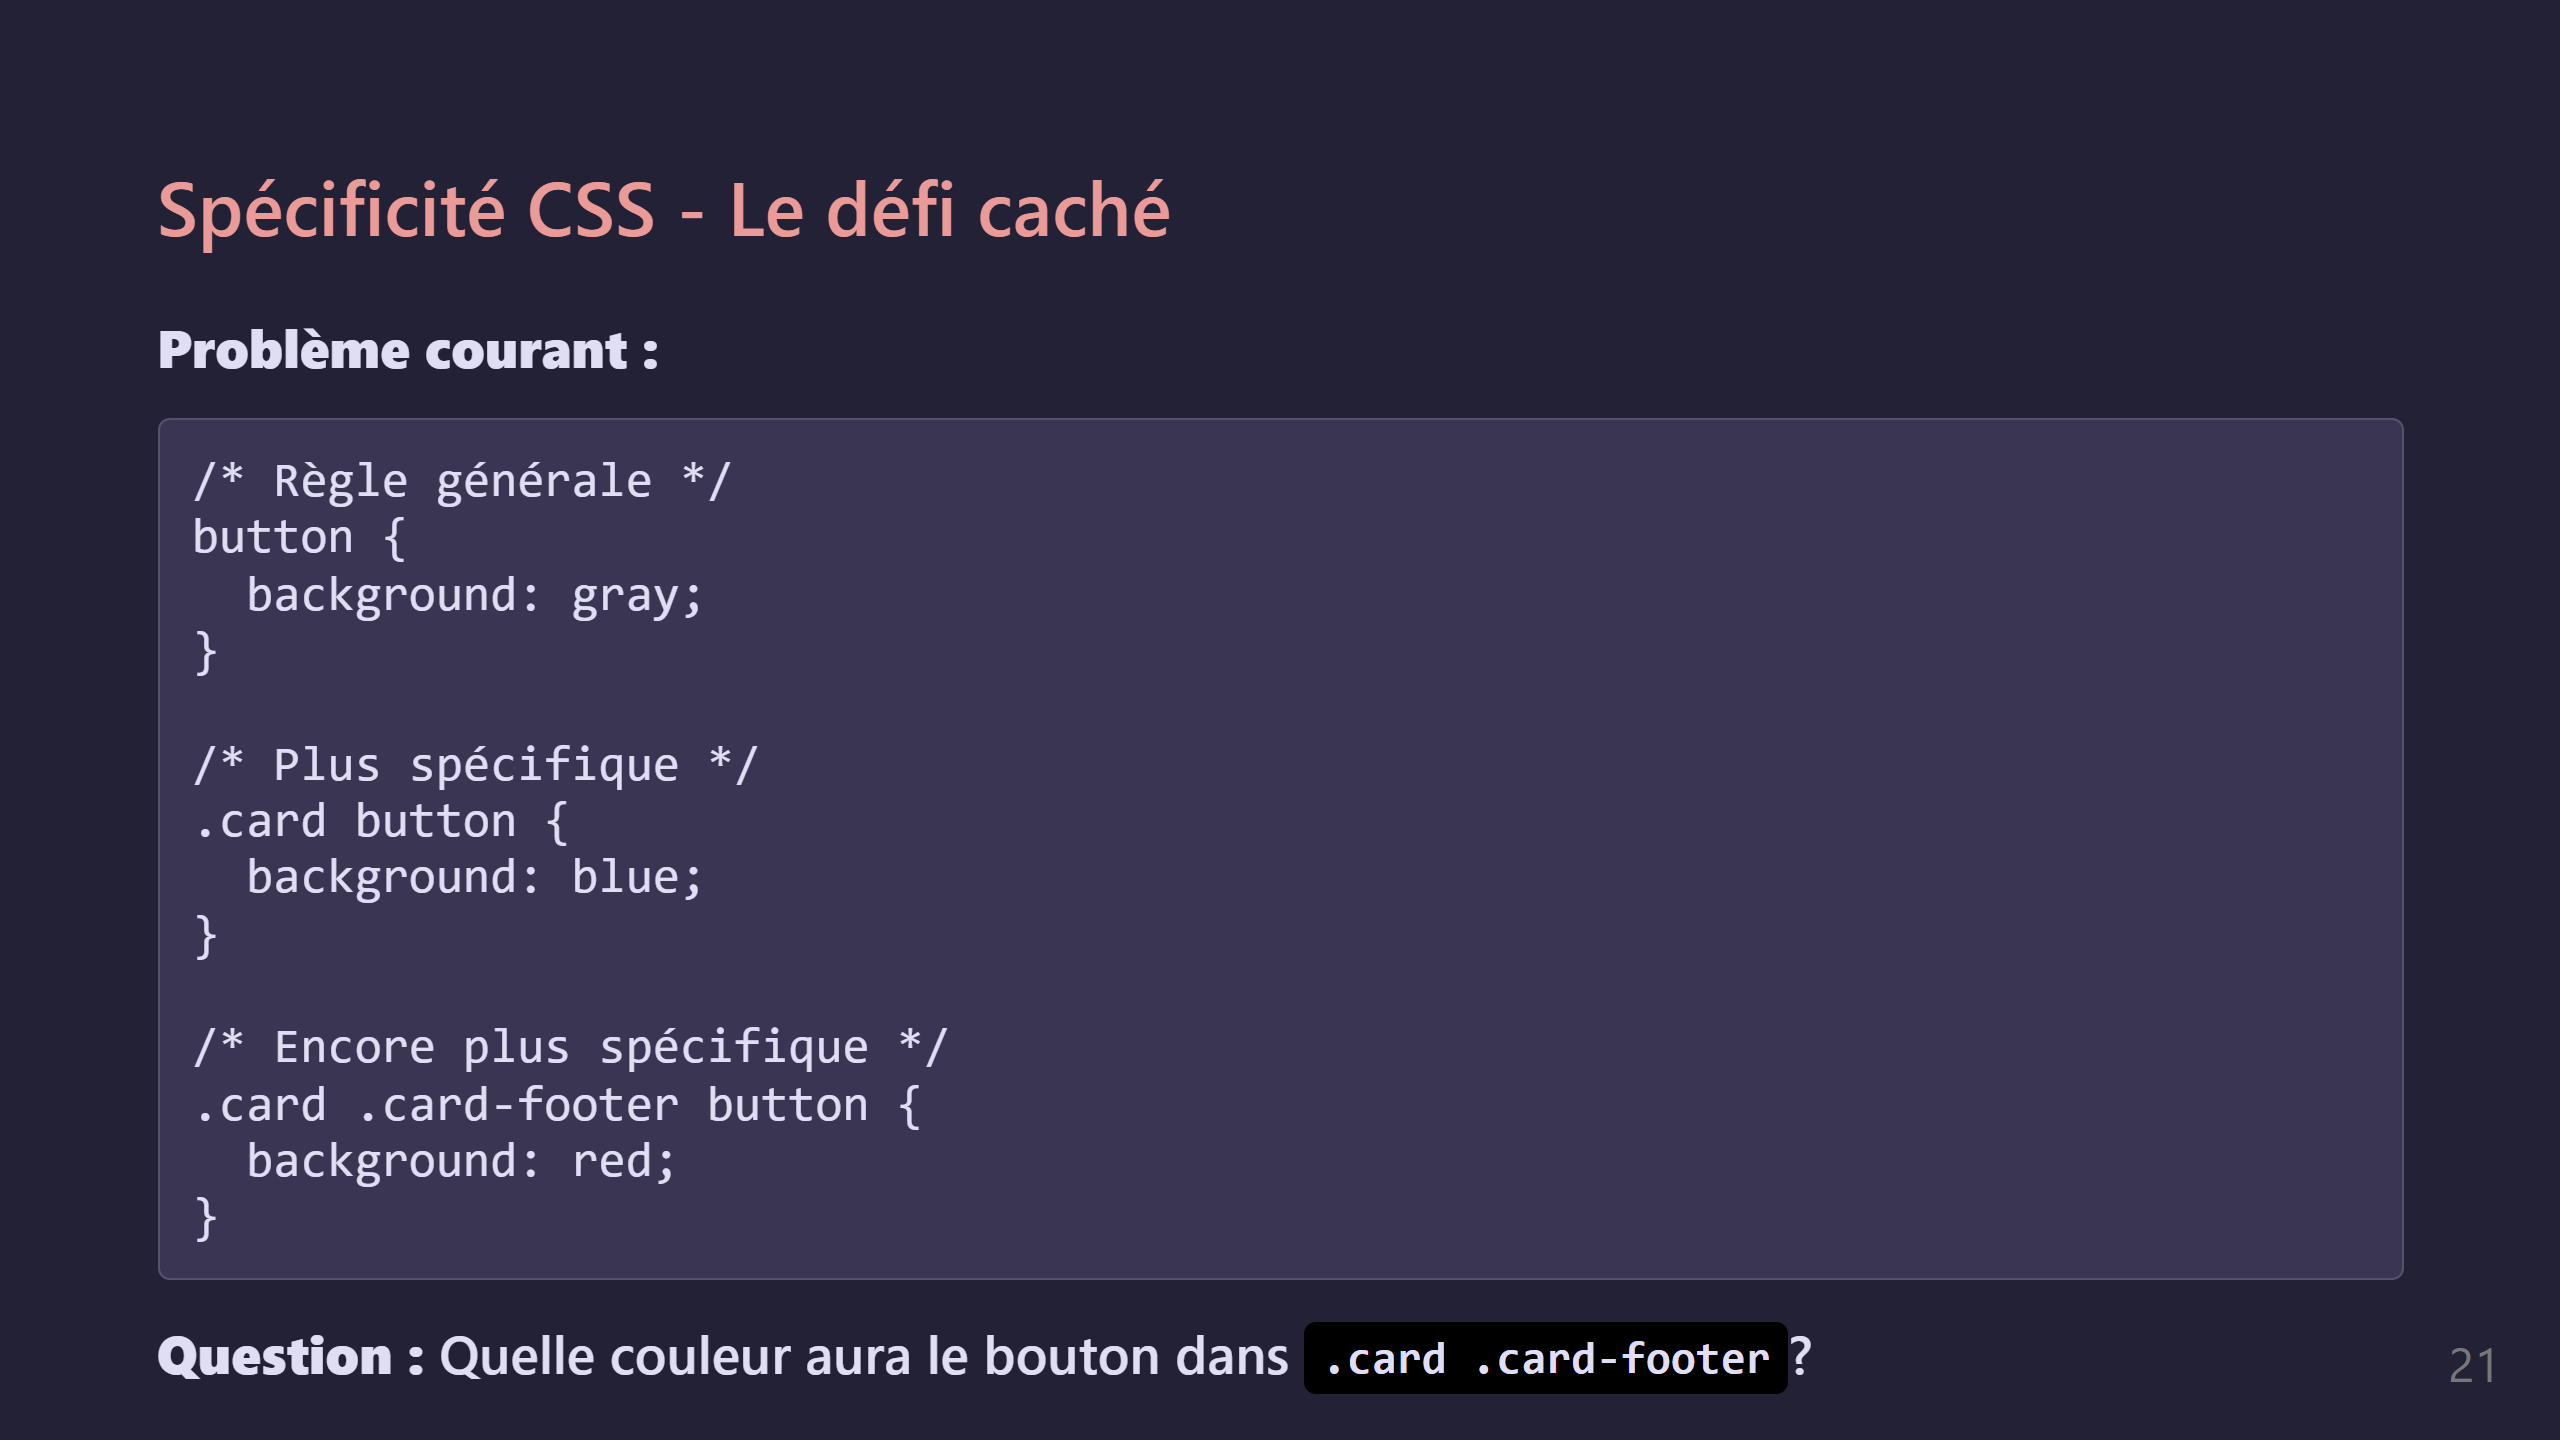 Spécificité CSS - Le défi caché
Problème courant :
/* Règle générale */
button {
  background: gray;
}

/* Plus spécifique */
.card button {
  background: blue;
}

/* Encore plus spécifique */
.card .card-footer button {
  background: red;
}
Question : Quelle couleur aura le bouton dans .card .card-footer ?
21